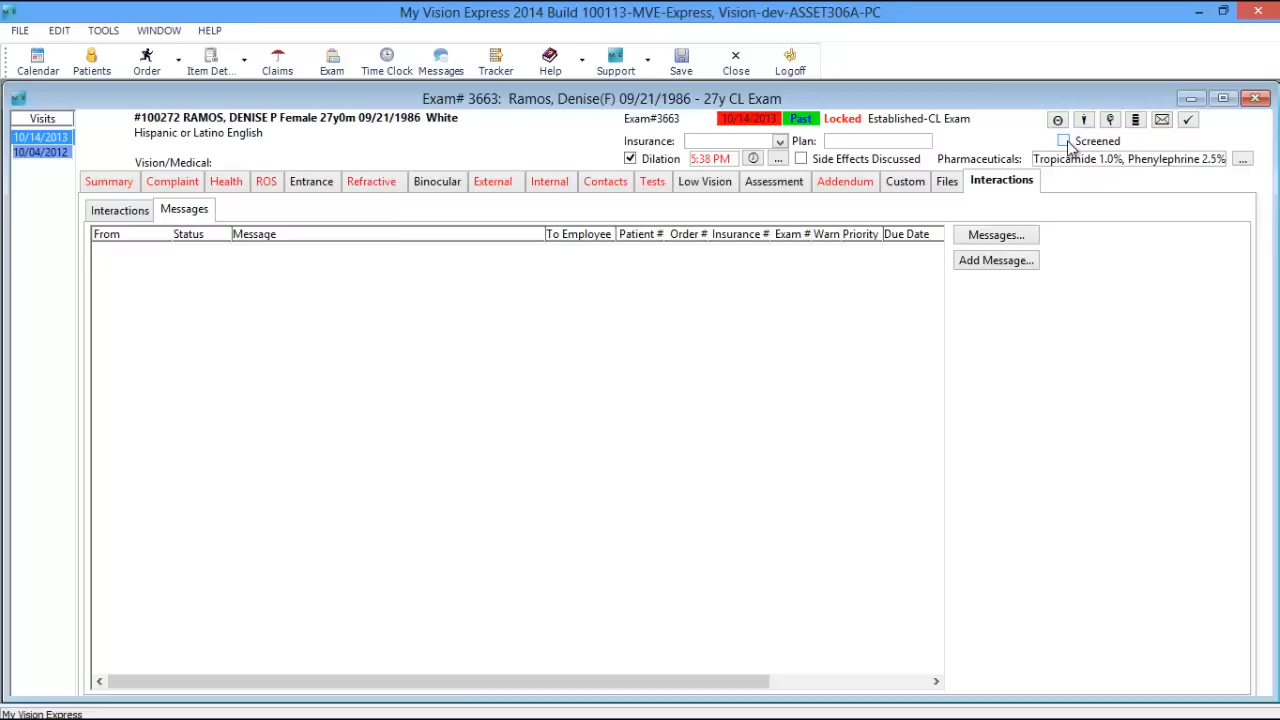 My Vision Express 2014 Build 100113-MVE-Express, Vision-dev-ASSET306A-PC
FILE EDIT TOOLS WINDOW HELP
Calendar Patients Order Item Det... Claims Exam Time Clock Messages Tracker Help Support Save Close Logoff
Exam# 3663: Ramos, Denise(F) 09/21/1986 - 27y CL Exam
Visits
10/14/2013
10/04/2012
#100272 RAMOS, DENISE P Female 27y0m 09/21/1986 White
Hispanic or Latino English
Vision/Medical:
Exam#3663 10/14/2013 Past Locked Established-CL Exam
Insurance: Plan: Screened
Dilation 5:38 PM ... Side Effects Discussed Pharmaceuticals: Tropicamide 1.0%, Phenylephrine 2.5% ...
Summary Complaint Health ROS Entrance Refractive Binocular External Internal Contacts Tests Low Vision Assessment Addendum Custom Files Interactions
Interactions Messages
From Status Message To Employee Patient # Order # Insurance # Exam # Warn Priority Due Date
Messages...
Add Message...
My Vision Express